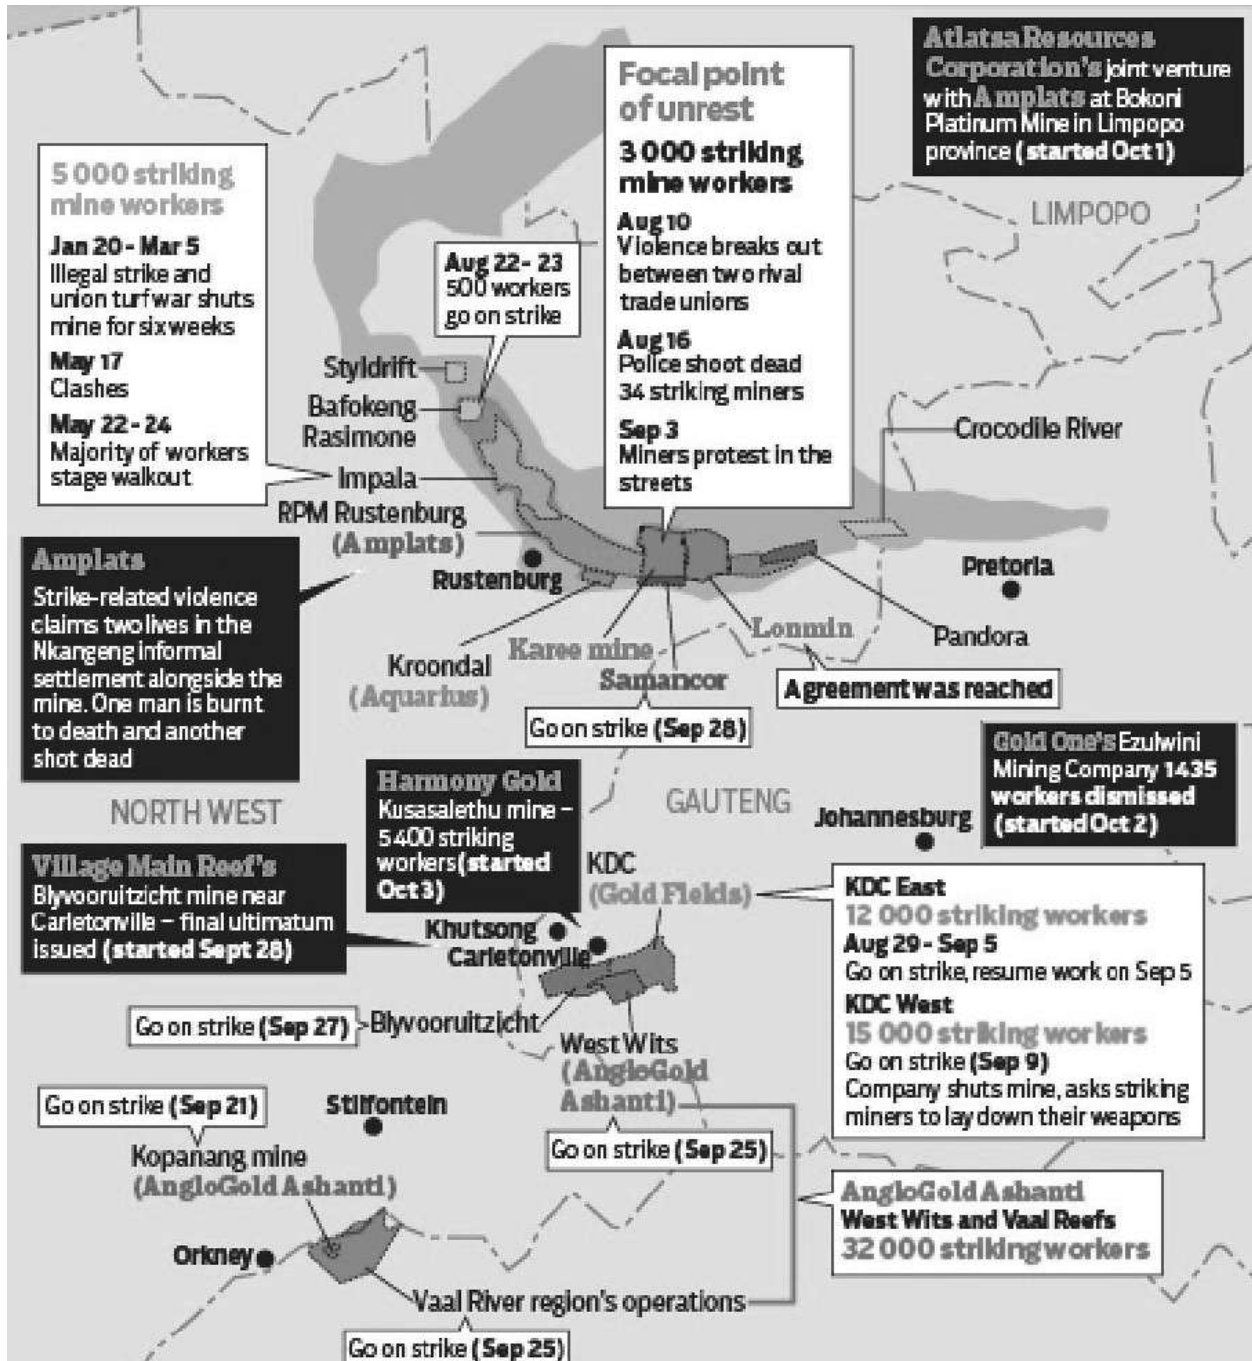 Atlatsa Resources
Corporation's joint venture
with Amplats at Bokoni
Platinum Mine in Limpopo
province (started Oct 1)
Focal point
of unrest
3 000 striking
mine workers
Aug 10
Violence breaks out
between two rival
trade unions
Aug 16
Police shoot dead
34 striking miners
Sep 3
Miners protest in the
streets
5 000 striking
mine workers
Jan 20 - Mar 5
Illegal strike and
union turf war shuts
mine for six weeks
May 17
Clashes
May 22 - 24
Majority of workers
stage walkout
LIMPOPO
Aug 22 - 23
500 workers
go on strike
Styldrift
Bafokeng
Rasimone
Impala
RPM Rustenburg
(Amplats)
Crocodile River
Amplats
Strike-related violence
claims two lives in the
Nkangeng informal
settlement alongside the
mine. One man is burnt
to death and another
shot dead
Rustenburg
Pretoria
Kroondal
(Aquarius)
Karee mine
Samancor
Lonmin
Pandora
Agreement was reached
Go on strike (Sep 28)
Gold One's Ezulwini
Mining Company 1435
workers dismissed
(started Oct 2)
NORTH WEST
Harmony Gold
Kusasalethu mine –
5 400 striking
workers (started
Oct 3)
GAUTENG
Johannesburg
Village Main Reef's
Blyvooruitzicht mine near
Carletonville – final ultimatum
issued (started Sept 28)
KDC
(Gold Fields)
KDC East
12 000 striking workers
Aug 29 - Sep 5
Go on strike, resume work on Sep 5
KDC West
15 000 striking workers
Go on strike (Sep 9)
Company shuts mine, asks striking
miners to lay down their weapons
Khutsong
Carletonville
Go on strike (Sep 27)
Blyvooruitzicht
West Wits
(AngloGold
Ashanti)
Go on strike (Sep 25)
Go on strike (Sep 21)
Stilfontein
Kopanang mine
(AngloGold Ashanti)
AngloGold Ashanti
West Wits and Vaal Reefs
32 000 striking workers
Orkney
Vaal River region's operations
Go on strike (Sep 25)